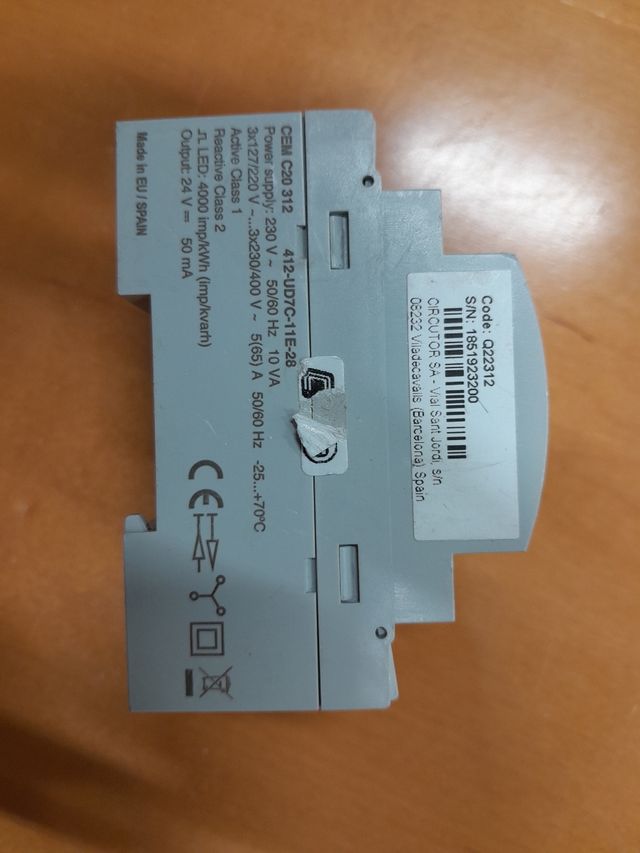 Code: Q22312
S/N: 1851923200
CIRCUTOR SA - Vial Sant Jordi, s/n
08232 Viladecavalls (Barcelona) Spain
CEM C20 312 412-UD7C-11E-28
Power supply: 230 V ~ 50/60 Hz 10 VA
3x127/220 V ~...3x230/400 V ~ 5(65) A 50/60 Hz -25...+70ºC
Active Class 1
Reactive Class 2
⎍ LED: 4000 imp/kWh (imp/kvarh)
Output: 24 V ⎓ 50 mA
Made in EU / SPAIN
CE